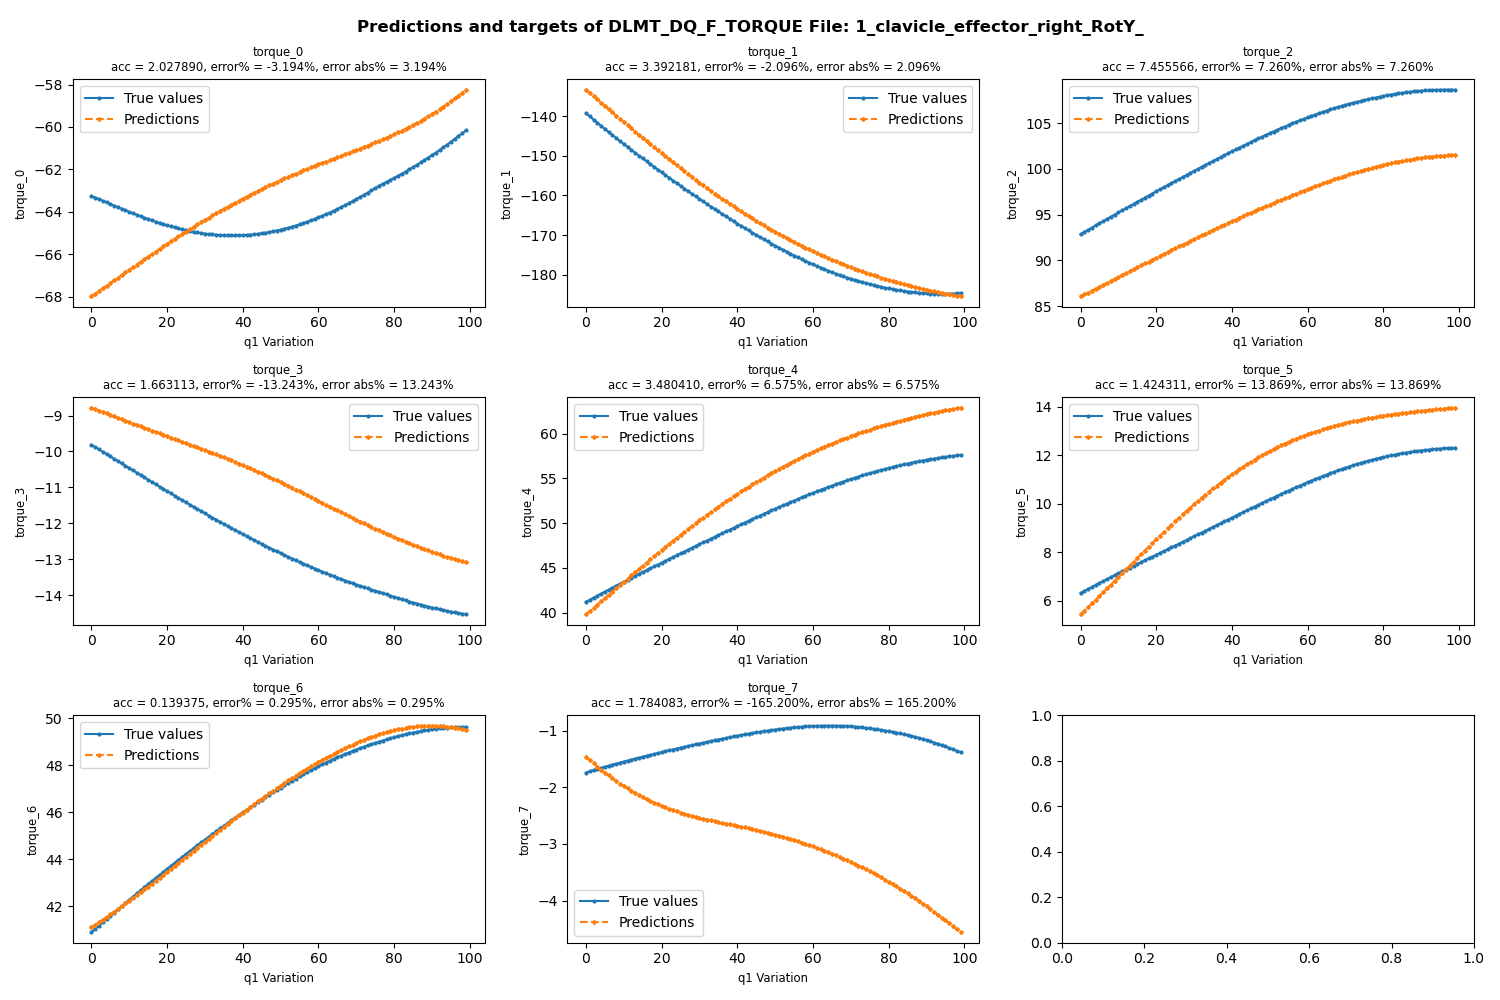 Predictions and targets of DLMT_DQ_F_TORQUE File: 1_clavicle_effector_right_RotY_
torque_0
acc = 2.027890, error% = -3.194%, error abs% = 3.194%
−58
−60
−62
−64
−66
−68
torque_0
True values
Predictions
0 20 40 60 80 100
q1 Variation
torque_1
acc = 3.392181, error% = -2.096%, error abs% = 2.096%
−140
−150
−160
−170
−180
torque_1
True values
Predictions
0 20 40 60 80 100
q1 Variation
torque_2
acc = 7.455566, error% = 7.260%, error abs% = 7.260%
105
100
95
90
85
torque_2
True values
Predictions
0 20 40 60 80 100
q1 Variation
torque_3
acc = 1.663113, error% = -13.243%, error abs% = 13.243%
−9
−10
−11
−12
−13
−14
torque_3
True values
Predictions
0 20 40 60 80 100
q1 Variation
torque_4
acc = 3.480410, error% = 6.575%, error abs% = 6.575%
60
55
50
45
40
torque_4
True values
Predictions
0 20 40 60 80 100
q1 Variation
torque_5
acc = 1.424311, error% = 13.869%, error abs% = 13.869%
14
12
10
8
6
torque_5
True values
Predictions
0 20 40 60 80 100
q1 Variation
torque_6
acc = 0.139375, error% = 0.295%, error abs% = 0.295%
50
48
46
44
42
torque_6
True values
Predictions
0 20 40 60 80 100
q1 Variation
torque_7
acc = 1.784083, error% = -165.200%, error abs% = 165.200%
−1
−2
−3
−4
torque_7
True values
Predictions
0 20 40 60 80 100
q1 Variation
1.0
0.8
0.6
0.4
0.2
0.0
0.0 0.2 0.4 0.6 0.8 1.0